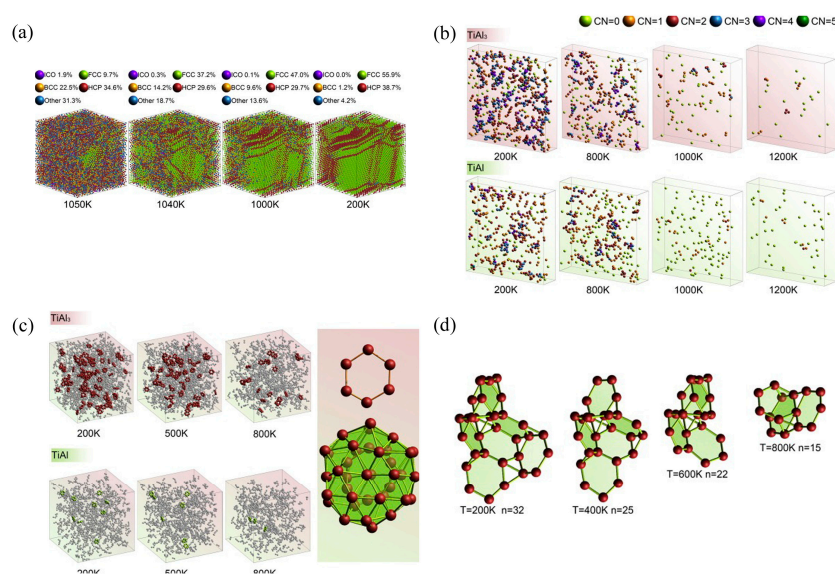 (a)
ICO 1.9% FCC 9.7% ICO 0.3% FCC 37.2% ICO 0.1% FCC 47.0% ICO 0.0% FCC 55.9%
BCC 22.5% HCP 34.6% BCC 14.2% HCP 29.6% BCC 9.6% HCP 29.7% BCC 1.2% HCP 38.7%
Other 31.3% Other 18.7% Other 13.6% Other 4.2%
1050K 1040K 1000K 200K
(b)
CN=0 CN=1 CN=2 CN=3 CN=4 CN=5
TiAl₃
200K 800K 1000K 1200K
TiAl
200K 800K 1000K 1200K
(c)
TiAl₃
200K 500K 800K
TiAl
200K 500K 800K
(d)
T=200K n=32
T=400K n=25
T=600K n=22
T=800K n=15